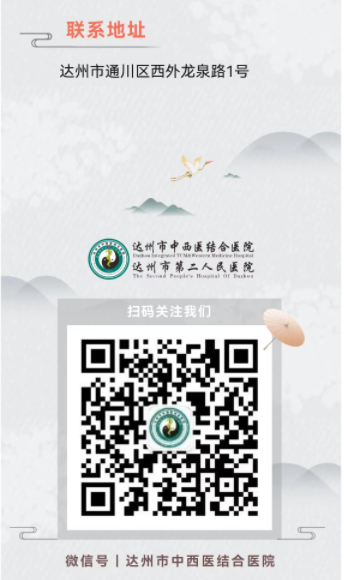 联系地址
达州市通川区西外龙泉路1号
达州市中西医结合医院
Dazhou Integrated TCM&Western Medicine Hospital
达州市第二人民医院
The Second People's Hospital Of Dazhou
扫码关注我们
微信号丨达州市中西医结合医院